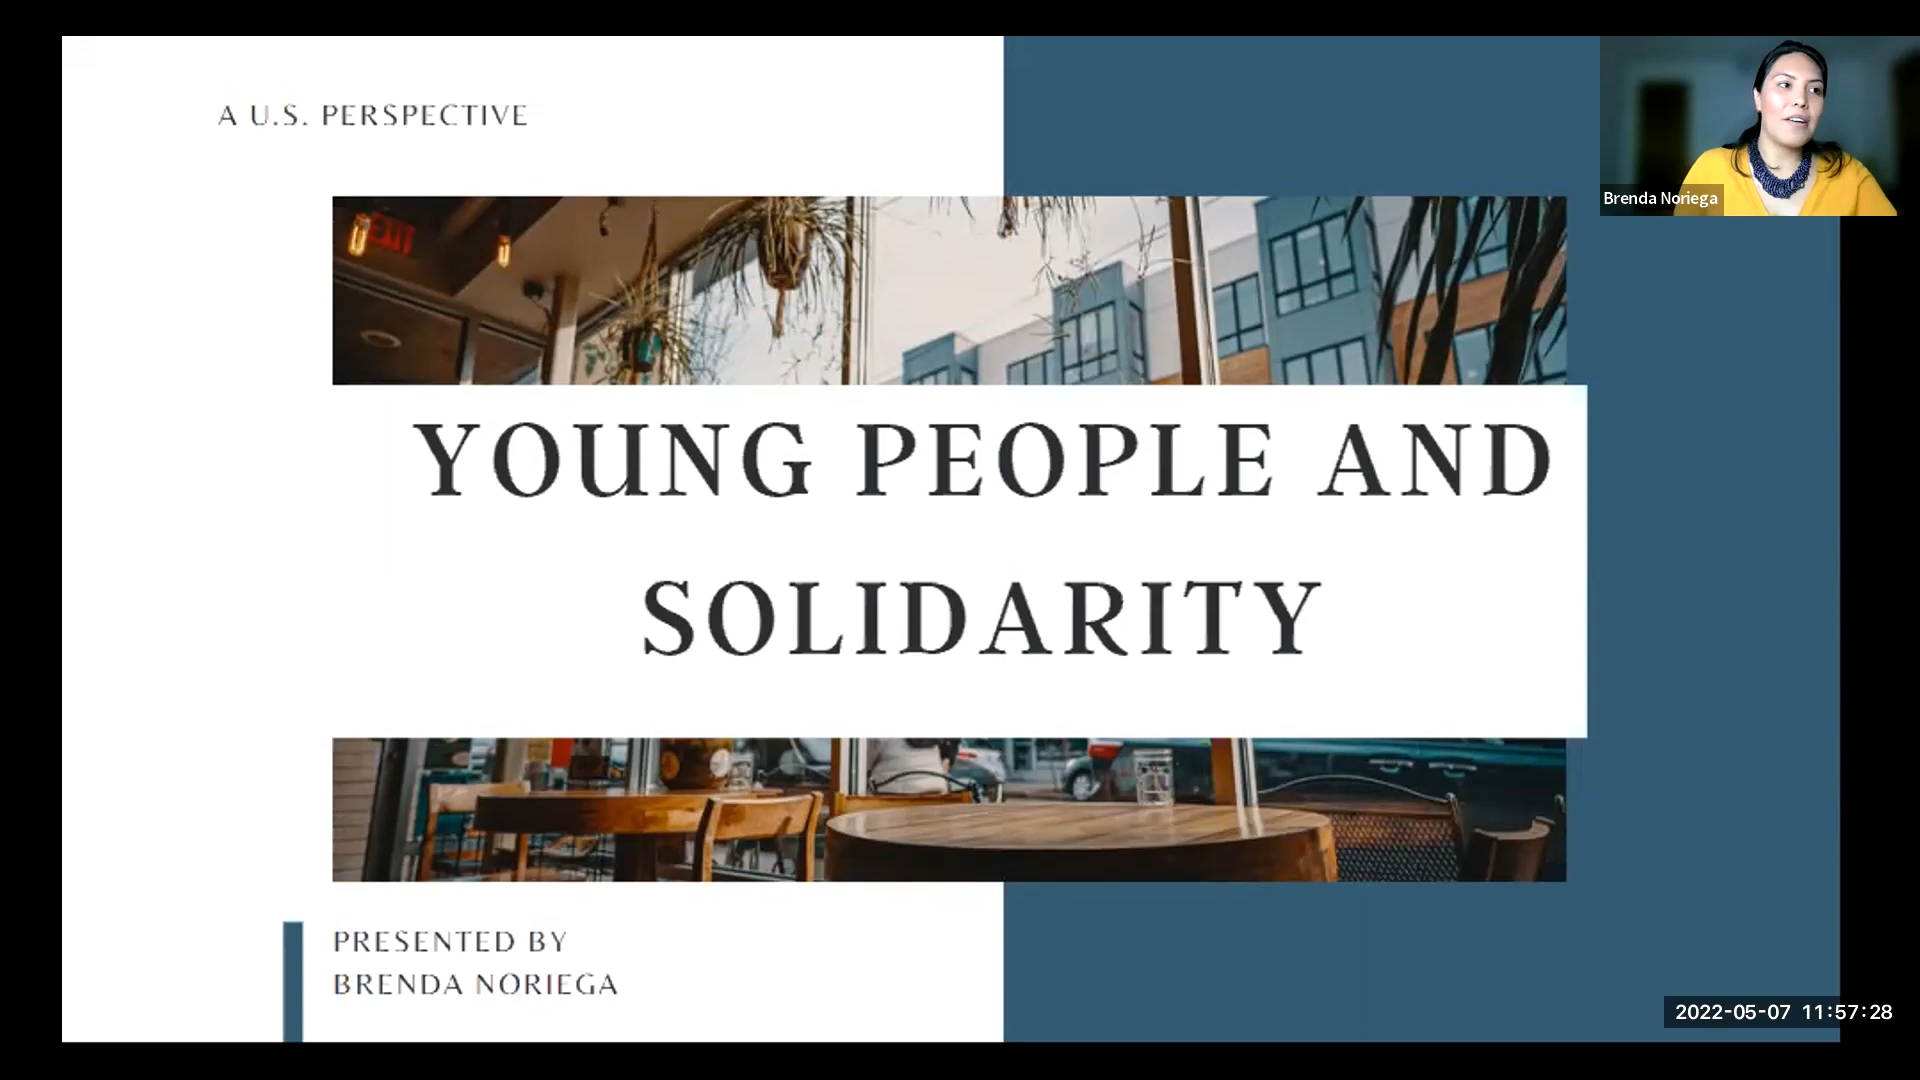 A U.S. PERSPECTIVE
Brenda Noriega
EXIT
YOUNG PEOPLE AND
SOLIDARITY
PRESENTED BY
BRENDA NORIEGA
2022-05-07 11:57:28